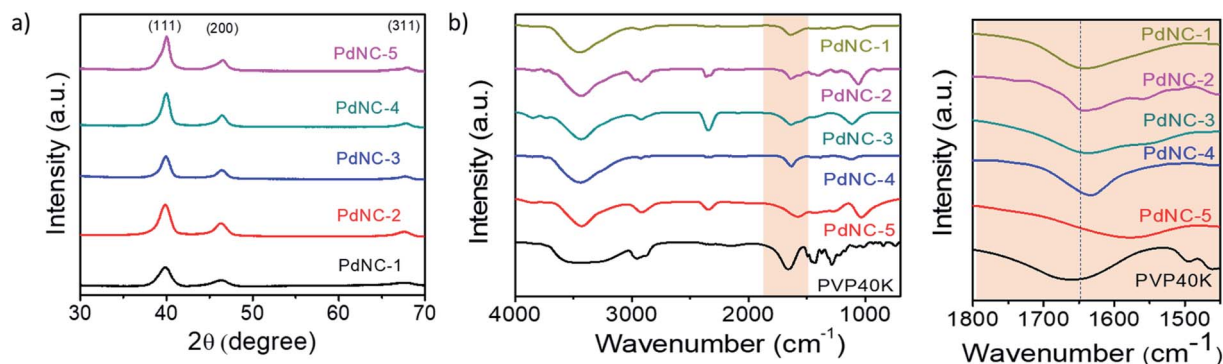 a)
(111)
(200)
(311)
PdNC-5
PdNC-4
PdNC-3
PdNC-2
PdNC-1
Intensity (a.u.)
30 40 50 60 70
2θ (degree)
b)
PdNC-1
PdNC-2
PdNC-3
PdNC-4
PdNC-5
PVP40K
Intensity (a.u.)
4000 3000 2000 1000
Wavenumber (cm-1)
PdNC-1
PdNC-2
PdNC-3
PdNC-4
PdNC-5
PVP40K
Intensity (a.u.)
1800 1700 1600 1500
Wavenumber (cm-1)